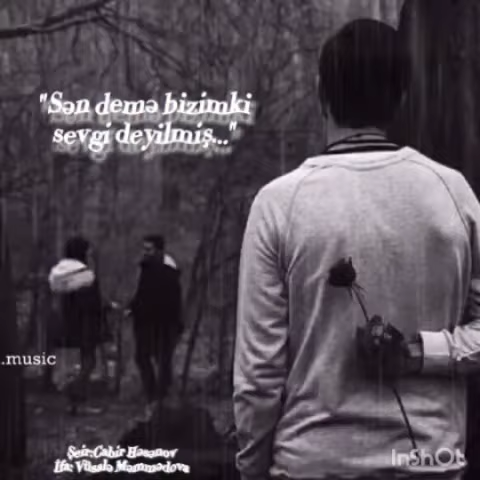 "Sən demə bizimki
sevgi deyilmiş..."
.music
Şeir:Cabir Həsənov
İfa: Vüsalə Məmmədova
InShOt